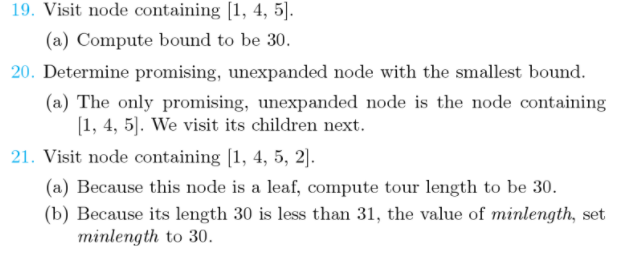 19. Visit node containing [1, 4, 5].
(a) Compute bound to be 30.
20. Determine promising, unexpanded node with the smallest bound.
(a) The only promising, unexpanded node is the node containing
[1, 4, 5]. We visit its children next.
21. Visit node containing [1, 4, 5, 2].
(a) Because this node is a leaf, compute tour length to be 30.
(b) Because its length 30 is less than 31, the value of minlength, set
minlength to 30.